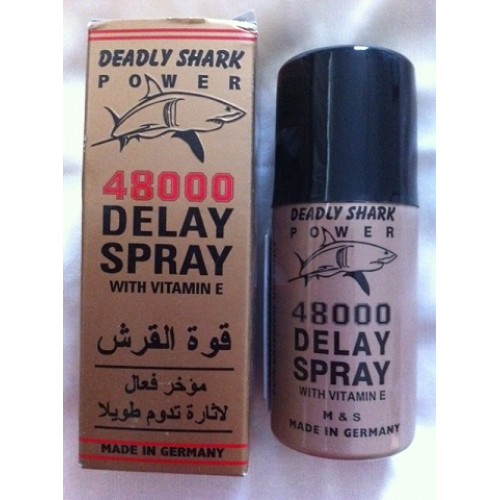 DEADLY SHARK
POWER
48000
DELAY
SPRAY
WITH VITAMIN E
قوة القرش
مؤخر فعال
لاثارة تدوم طويلا
MADE IN GERMANY
DEADLY SHARK
POWER
48000
DELAY
SPRAY
WITH VITAMIN E
M & S
MADE IN GERMANY